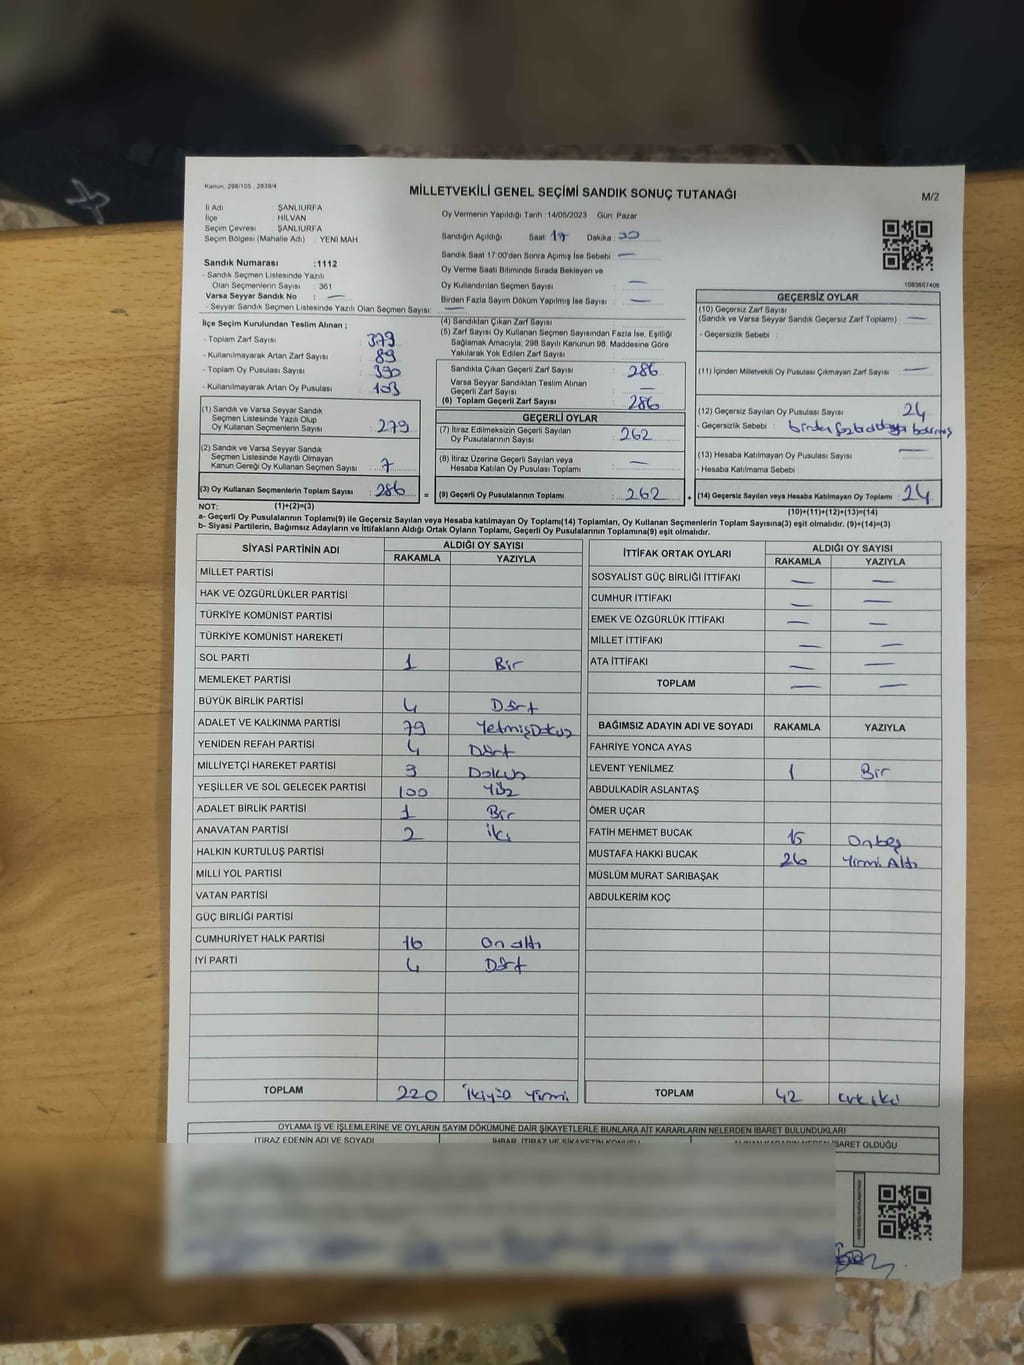 Kanun: 298/105 , 2839/4
MİLLETVEKİLİ GENEL SEÇİMİ SANDIK SONUÇ TUTANAĞI
M/2
İl Adı : ŞANLIURFA
İlçe : HİLVAN
Seçim Çevresi : ŞANLIURFA
Seçim Bölgesi (Mahalle Adı) : YENİ MAH.
Sandık Numarası :1112
- Sandık Seçmen Listesinde Yazılı
Olan Seçmenlerin Sayısı : 361
Varsa Seyyar Sandık No : —
- Seyyar Sandık Seçmen Listesinde Yazılı Olan Seçmen Sayısı: —
Oy Vermenin Yapıldığı Tarih :14/05/2023 Gün: Pazar
Sandığın Açıldığı Saat: Dakika:
Sandık Saat 17:00'den Sonra Açımış İse Sebebi : —
Oy Verme Saati Bitiminde Sırada Bekleyen ve
Oy Kullandırılan Seçmen Sayısı : —
Birden Fazla Sayım Döküm Yapılmış İse Sayısı : —
1083657406
İlçe Seçim Kurulundan Teslim Alınan ;
- Toplam Zarf Sayısı : 379
- Kullanılmayarak Artan Zarf Sayısı : 89
- Toplam Oy Pusulası Sayısı : 390
- Kullanılmayarak Artan Oy Pusulası : 103
(1) Sandık ve Varsa Seyyar Sandık
Seçmen Listesinde Yazılı Olup
Oy Kullanan Seçmenlerin Sayısı : 279
(2) Sandık ve Varsa Seyyar Sandık
Seçmen Listesinde Kayıtlı Olmayan
Kanun Gereği Oy Kullanan Seçmen Sayısı : 7
(3) Oy Kullanan Seçmenlerin Toplam Sayısı : 286
(4) Sandıktan Çıkan Zarf Sayısı
(5) Zarf Sayısı Oy Kullanan Seçmen Sayısından Fazla İse, Eşitliği
Sağlamak Amacıyla; 298 Sayılı Kanunun 98. Maddesine Göre
Yakılarak Yok Edilen Zarf Sayısı
Sandıkta Çıkan Geçerli Zarf Sayısı : 286
Varsa Seyyar Sandıktan Teslim Alınan
Geçerli Zarf Sayısı : —
(6) Toplam Geçerli Zarf Sayısı : 286
GEÇERLİ OYLAR
(7) İtiraz Edilmeksizin Geçerli Sayılan
Oy Pusulalarının Sayısı : 262
(8) İtiraz Üzerine Geçerli Sayılan veya
Hesaba Katılan Oy Pusulası Toplamı : —
= (9) Geçerli Oy Pusulalarının Toplamı : 262
GEÇERSİZ OYLAR
(10) Geçersiz Zarf Sayısı
(Sandık ve Varsa Seyyar Sandık Geçersiz Zarf Toplamı) : —
- Geçersizlik Sebebi :
(11) İçinden Milletvekili Oy Pusulası Çıkmayan Zarf Sayısı : —
(12) Geçersiz Sayılan Oy Pusulası Sayısı : 24
- Geçersizlik Sebebi :
(13) Hesaba Katılmayan Oy Pusulası Sayısı : —
- Hesaba Katılmama Sebebi :
+ (14) Geçersiz Sayılan veya Hesaba Katılmayan Oy Toplamı : 24
NOT: (1)+(2)=(3)
(10)+(11)+(12)+(13)=(14)
a- Geçerli Oy Pusulalarının Toplamı(9) ile Geçersiz Sayılan veya Hesaba katılmayan Oy Toplamı(14) Toplamları, Oy Kullanan Seçmenlerin Toplam Sayısına(3) eşit olmalıdır. (9)+(14)=(3)
b- Siyasi Partilerin, Bağımsız Adayların ve İttifakların Aldığı Ortak Oyların Toplamı, Geçerli Oy Pusulalarının Toplamına(9) eşit olmalıdır.
SİYASİ PARTİNİN ADI ALDIĞI OY SAYISI
RAKAMLA YAZIYLA
MİLLET PARTİSİ
HAK VE ÖZGÜRLÜKLER PARTİSİ
TÜRKİYE KOMÜNİST PARTİSİ
TÜRKİYE KOMÜNİST HAREKETİ
SOL PARTİ 1 Bir
MEMLEKET PARTİSİ
BÜYÜK BİRLİK PARTİSİ 4 Dört
ADALET VE KALKINMA PARTİSİ 79 YetmişDokuz
YENİDEN REFAH PARTİSİ 4 Dört
MİLLİYETÇİ HAREKET PARTİSİ 9 Dokuz
YEŞİLLER VE SOL GELECEK PARTİSİ 100 Yüz
ADALET BİRLİK PARTİSİ 1 Bir
ANAVATAN PARTİSİ 2 İki
HALKIN KURTULUŞ PARTİSİ
MİLLİ YOL PARTİSİ
VATAN PARTİSİ
GÜÇ BİRLİĞİ PARTİSİ
CUMHURİYET HALK PARTİSİ 16 On altı
İYİ PARTİ 4 Dört
TOPLAM 220 İkiyüz Yirmi
İTTİFAK ORTAK OYLARI ALDIĞI OY SAYISI
RAKAMLA YAZIYLA
SOSYALİST GÜÇ BİRLİĞİ İTTİFAKI — —
CUMHUR İTTİFAKI — —
EMEK VE ÖZGÜRLÜK İTTİFAKI — —
MİLLET İTTİFAKI — —
ATA İTTİFAKI — —
TOPLAM — —
BAĞIMSIZ ADAYIN ADI VE SOYADI RAKAMLA YAZIYLA
FAHRİYE YONCA AYAS
LEVENT YENİLMEZ 1 Bir
ABDULKADİR ASLANTAŞ
ÖMER UÇAR
FATİH MEHMET BUCAK 15 Onbeş
MUSTAFA HAKKI BUCAK 26 Yirmi Altı
MÜSLÜM MURAT SARIBAŞAK
ABDULKERİM KOÇ
TOPLAM 42
OYLAMA İŞ VE İŞLEMLERİNE VE OYLARIN SAYIM DÖKÜMÜNE DAİR ŞİKAYETLERLE BUNLARA AİT KARARLARIN NELERDEN İBARET BULUNDUKLARI
İTİRAZ EDENİN ADI VE SOYADI İHBAR, İTİRAZ VE ŞİKAYETİN KONUSU İBARET OLDUĞU